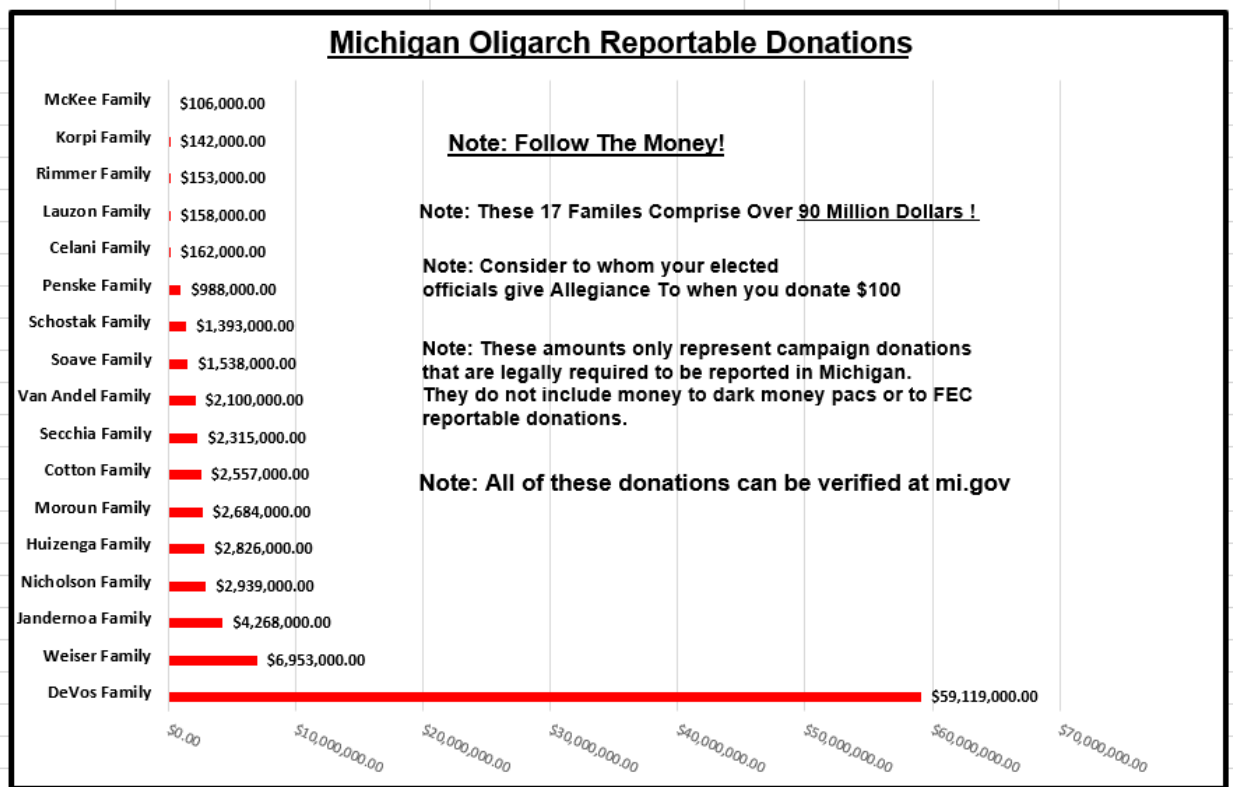 Michigan Oligarch Reportable Donations
McKee Family $106,000.00
Korpi Family $142,000.00
Rimmer Family $153,000.00
Lauzon Family $158,000.00
Celani Family $162,000.00
Penske Family $988,000.00
Schostak Family $1,393,000.00
Soave Family $1,538,000.00
Van Andel Family $2,100,000.00
Secchia Family $2,315,000.00
Cotton Family $2,557,000.00
Moroun Family $2,684,000.00
Huizenga Family $2,826,000.00
Nicholson Family $2,939,000.00
Jandernoa Family $4,268,000.00
Weiser Family $6,953,000.00
DeVos Family $59,119,000.00
Note: Follow The Money!
Note: These 17 Familes Comprise Over 90 Million Dollars !
Note: Consider to whom your elected
officials give Allegiance To when you donate $100
Note: These amounts only represent campaign donations
that are legally required to be reported in Michigan.
They do not include money to dark money pacs or to FEC
reportable donations.
Note: All of these donations can be verified at mi.gov
$0.00 $10,000,000.00 $20,000,000.00 $30,000,000.00 $40,000,000.00 $50,000,000.00 $60,000,000.00 $70,000,000.00